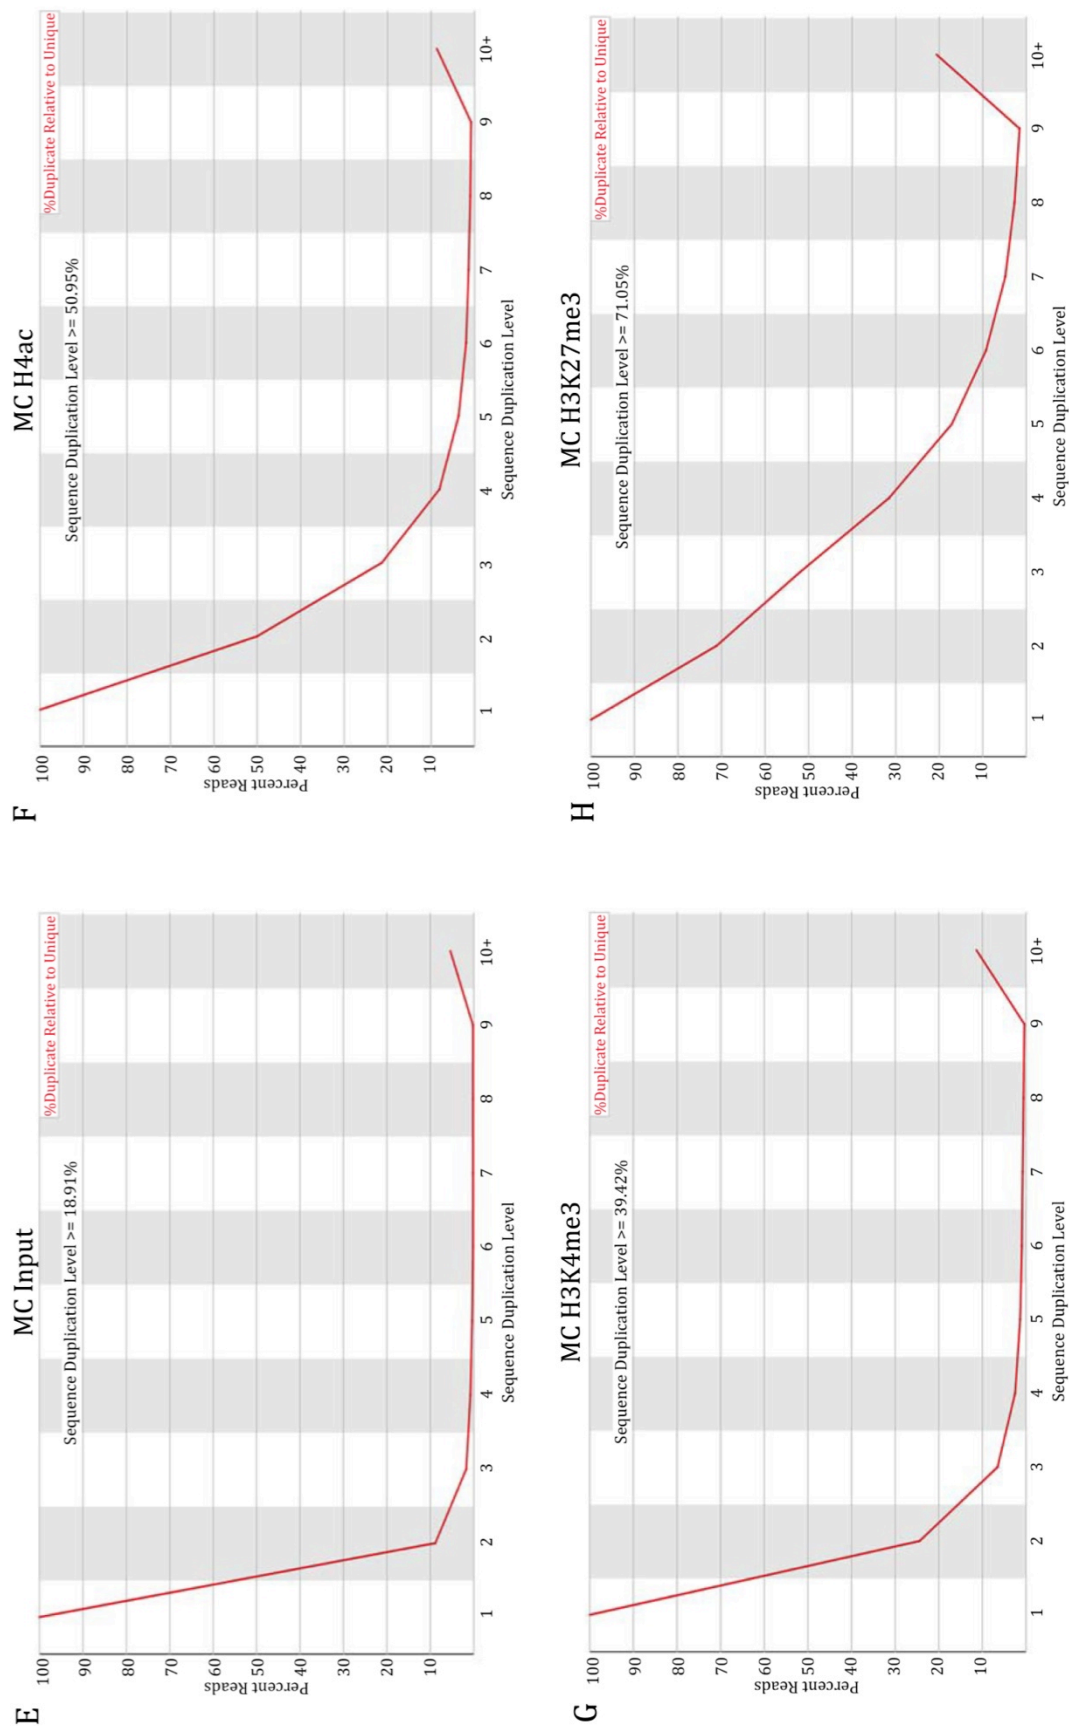 E
MC Input
%Duplicate Relative to Unique
Sequence Duplication Level >= 18.91%
100
90
80
70
60
50
40
30
20
10
Percent Reads
1 2 3 4 5 6 7 8 9 10+
Sequence Duplication Level
F
MC H4ac
%Duplicate Relative to Unique
Sequence Duplication Level >= 50.95%
100
90
80
70
60
50
40
30
20
10
Percent Reads
1 2 3 4 5 6 7 8 9 10+
Sequence Duplication Level
G
MC H3K4me3
%Duplicate Relative to Unique
Sequence Duplication Level >= 39.42%
100
90
80
70
60
50
40
30
20
10
Percent Reads
1 2 3 4 5 6 7 8 9 10+
Sequence Duplication Level
H
MC H3K27me3
%Duplicate Relative to Unique
Sequence Duplication Level >= 71.05%
100
90
80
70
60
50
40
30
20
10
Percent Reads
1 2 3 4 5 6 7 8 9 10+
Sequence Duplication Level